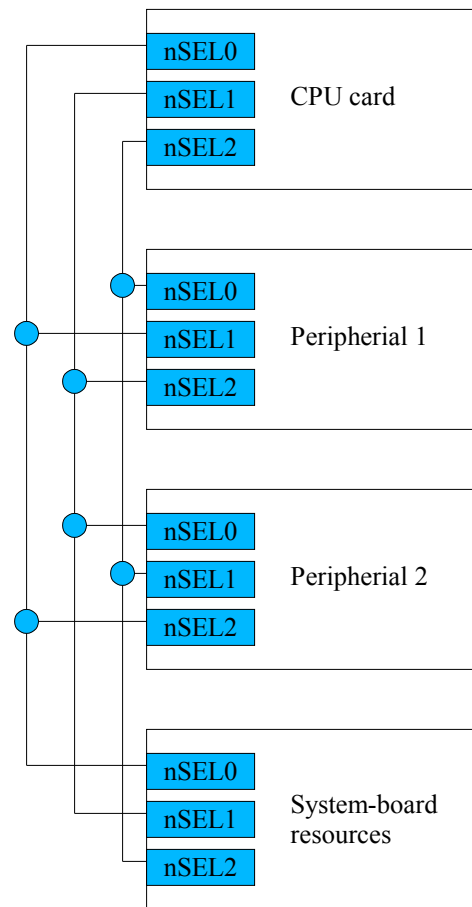 nSEL0
nSEL1
nSEL2
CPU card
nSEL0
nSEL1
nSEL2
Peripherial 1
nSEL0
nSEL1
nSEL2
Peripherial 2
nSEL0
nSEL1
nSEL2
System-board
resources